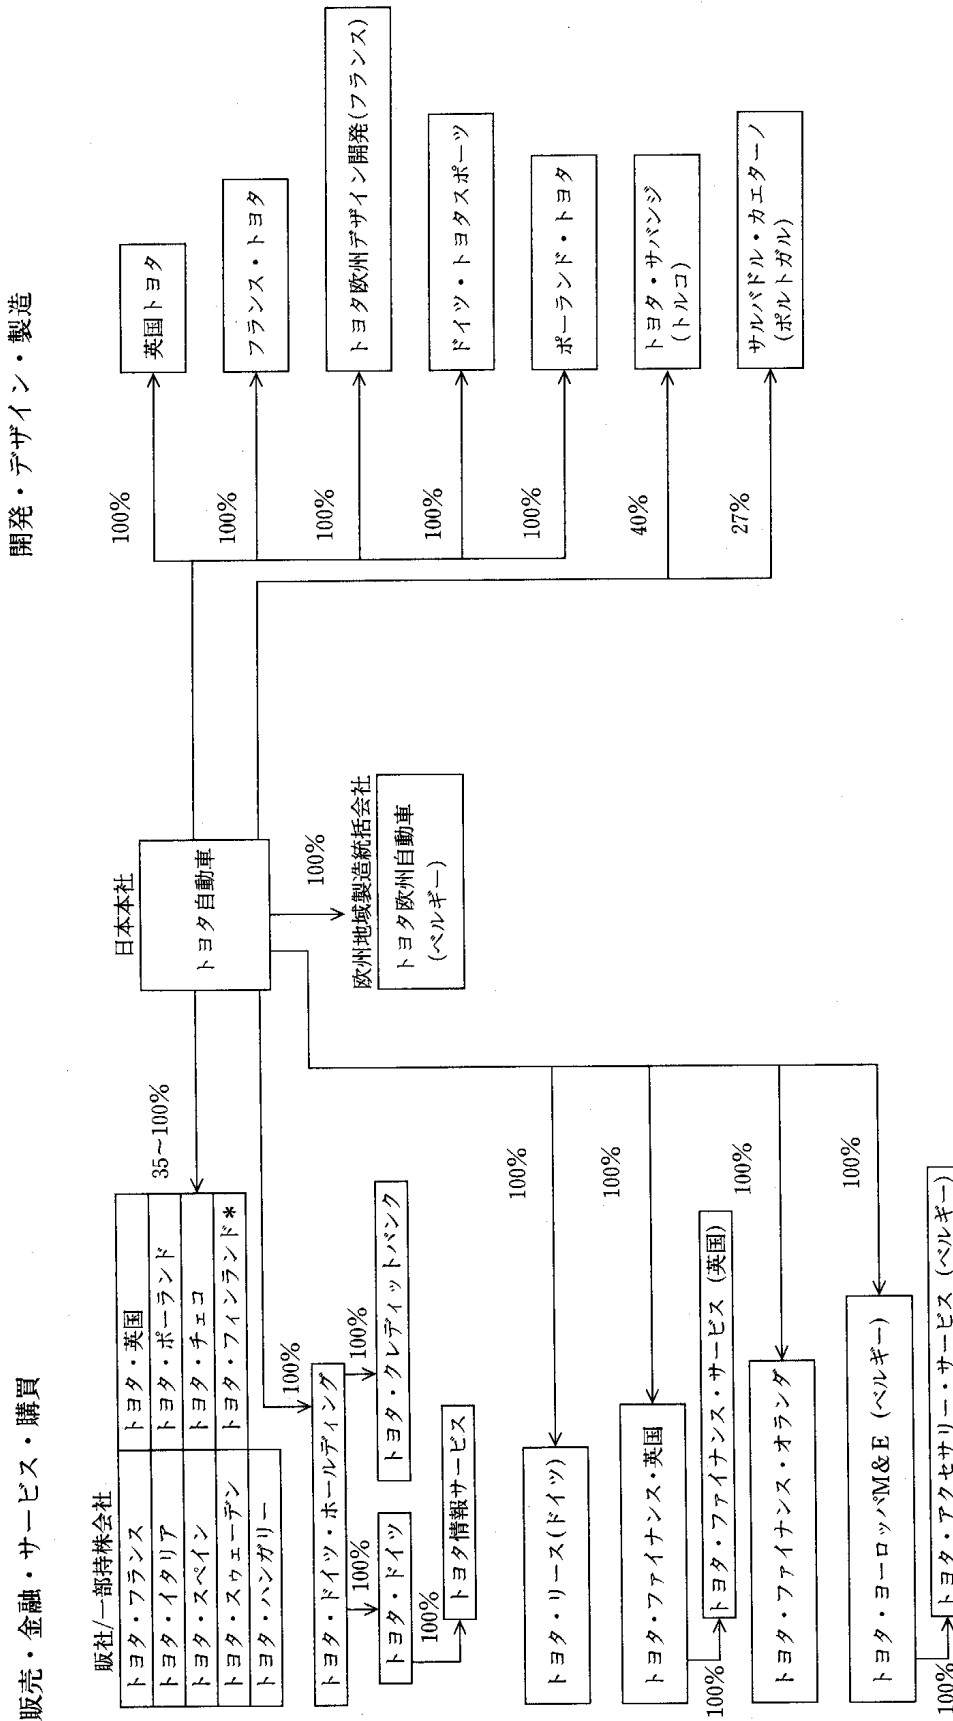 販売・金融・サービス・購買
販社/一部持株会社
トヨタ・フランス
トヨタ・英国
トヨタ・イタリア
トヨタ・ポーランド
トヨタ・スペイン
トヨタ・チェコ
トヨタ・スウェーデン
トヨタ・フィンランド*
トヨタ・ハンガリー
35～100%
100%
トヨタ・ドイツ・ホールディング
100%
100%
トヨタ・ドイツ
トヨタ・クレディットバンク
100%
トヨタ情報サービス
100%
トヨタ・リース(ドイツ)
100%
トヨタ・ファイナンス・英国
100%
トヨタ・ファイナンス・サービス (英国)
100%
トヨタ・ファイナンス・オランダ
100%
トヨタ・ヨーロッパM&E (ベルギー)
100%
トヨタ・アクセサリー・サービス (ベルギー)
日本本社
トヨタ自動車
100%
欧州地域製造統括会社
トヨタ欧州自動車
(ベルギー)
開発・デザイン・製造
100%
英国トヨタ
100%
フランス・トヨタ
100%
トヨタ欧州デザイン開発(フランス)
100%
ドイツ・トヨタスポーツ
100%
ポーランド・トヨタ
40%
トヨタ・サバンジ
(トルコ)
27%
サルバドル・カエターノ
(ポルトガル)